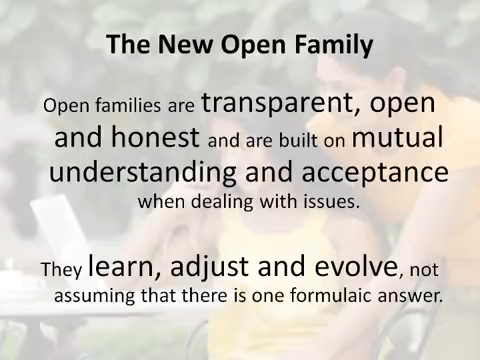 The New Open Family
Open families are transparent, open
and honest and are built on mutual
understanding and acceptance
when dealing with issues.
They learn, adjust and evolve, not
assuming that there is one formulaic answer.